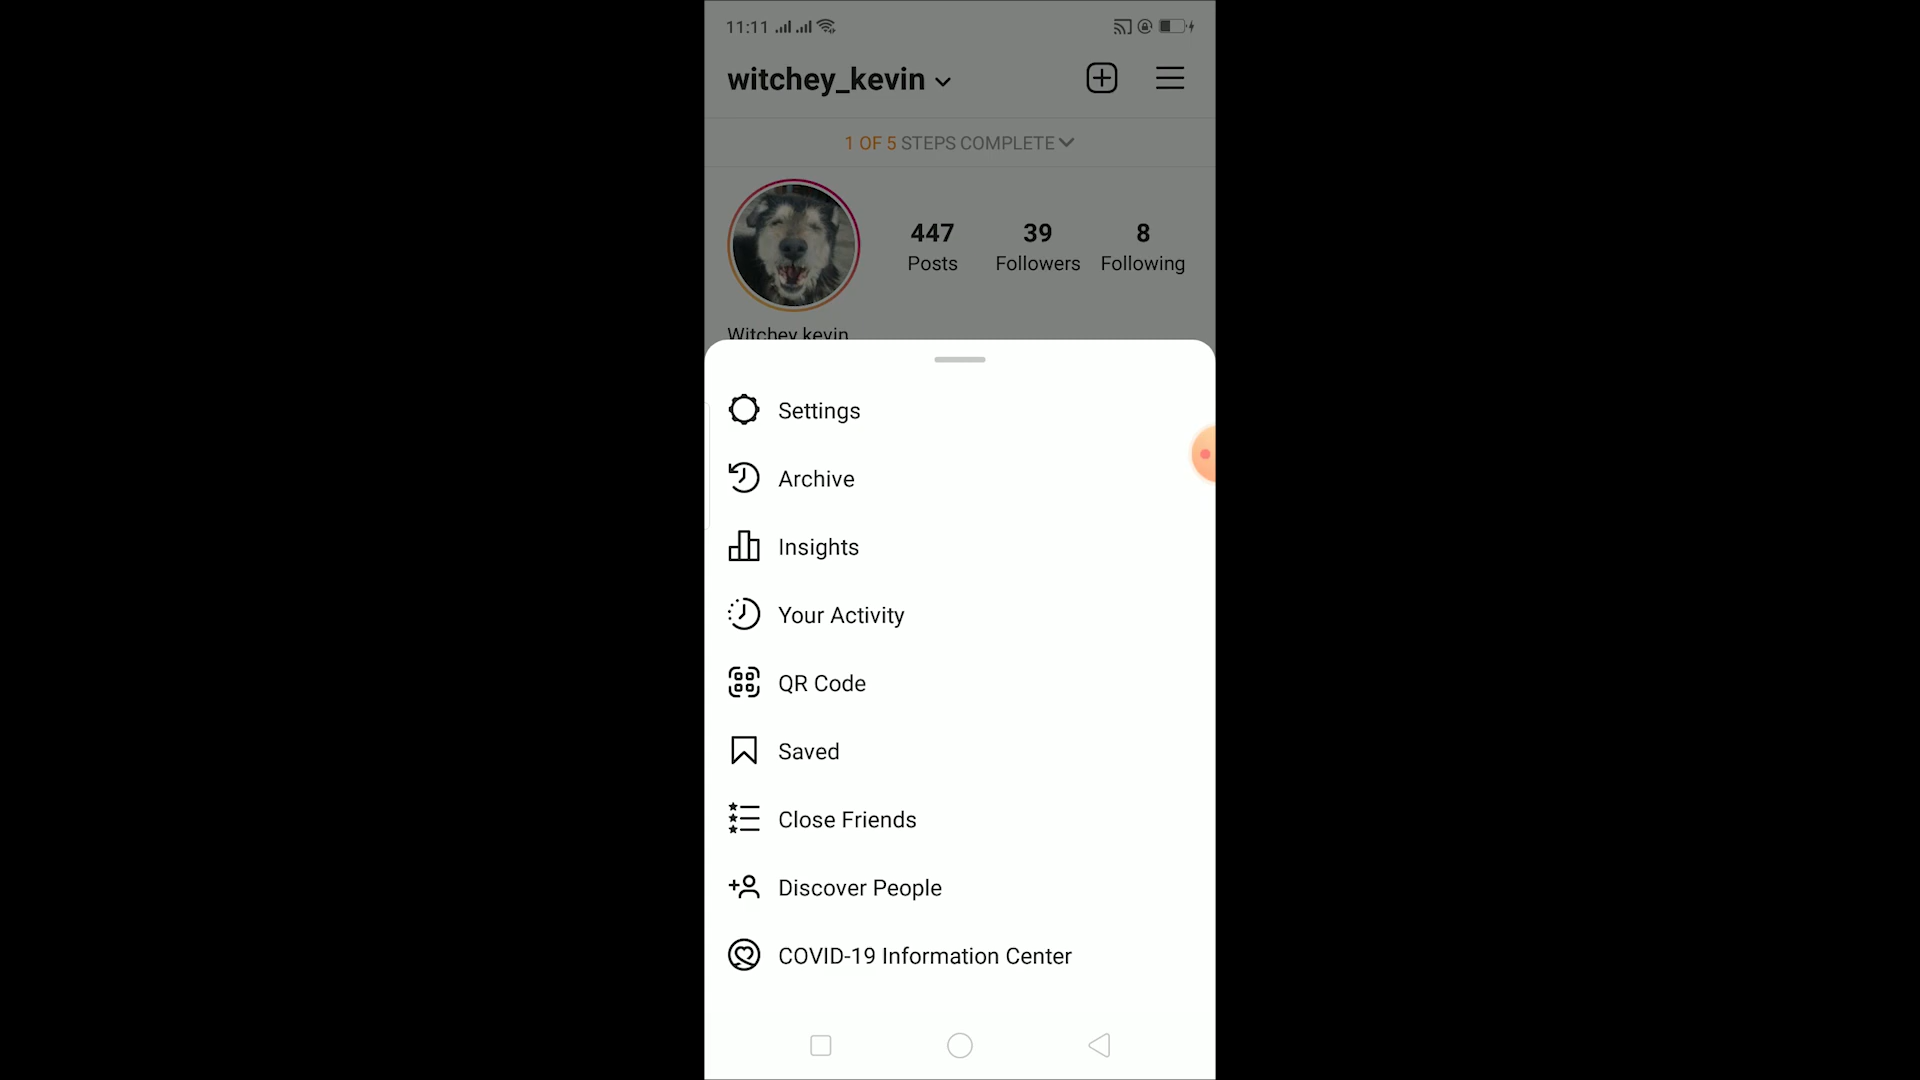 11:11
witchey_kevin
1 OF 5 STEPS COMPLETE
447 39 8
Posts Followers Following
Witchey kevin
Settings
Archive
Insights
Your Activity
QR Code
Saved
Close Friends
Discover People
COVID-19 Information Center